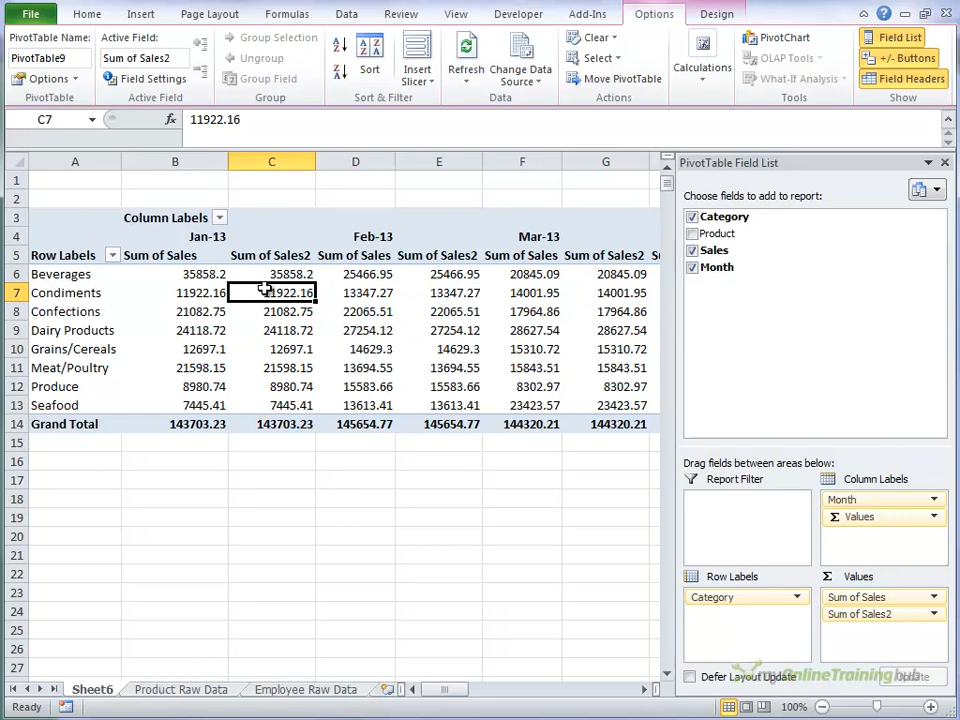 File Home Insert Page Layout Formulas Data Review View Developer Add-Ins Options Design
PivotTable Name: Active Field: Group Selection Clear PivotChart Field List
PivotTable9 Sum of Sales2 Ungroup Sort Insert Slicer Refresh Change Data Source Select Calculations OLAP Tools +/- Buttons
Options Field Settings Group Field Move PivotTable What-If Analysis Field Headers
PivotTable Active Field Group Sort & Filter Data Actions Tools Show
C7 fx 11922.16
A B C D E F G
1
2
3 Column Labels
4 Jan-13 Feb-13 Mar-13
5 Row Labels Sum of Sales Sum of Sales2 Sum of Sales Sum of Sales2 Sum of Sales Sum of Sales2 Su
6 Beverages 35858.2 35858.2 25466.95 25466.95 20845.09 20845.09
7 Condiments 11922.16 11922.16 13347.27 13347.27 14001.95 14001.95
8 Confections 21082.75 21082.75 22065.51 22065.51 17964.86 17964.86
9 Dairy Products 24118.72 24118.72 27254.12 27254.12 28627.54 28627.54
10 Grains/Cereals 12697.1 12697.1 14629.3 14629.3 15310.72 15310.72
11 Meat/Poultry 21598.15 21598.15 13694.55 13694.55 15843.51 15843.51
12 Produce 8980.74 8980.74 15583.66 15583.66 8302.97 8302.97
13 Seafood 7445.41 7445.41 13613.41 13613.41 23423.57 23423.57
14 Grand Total 143703.23 143703.23 145654.77 145654.77 144320.21 144320.21
15
16
17
18
19
20
21
22
23
24
25
26
27
PivotTable Field List
Choose fields to add to report:
Category
Product
Sales
Month
Drag fields between areas below:
Report Filter Column Labels
Month
Σ Values
Row Labels Σ Values
Category Sum of Sales
Sum of Sales2
Defer Layout Update Update
myOnlineTraininghub
Sheet6 Product Raw Data Employee Raw Data
Ready 100%